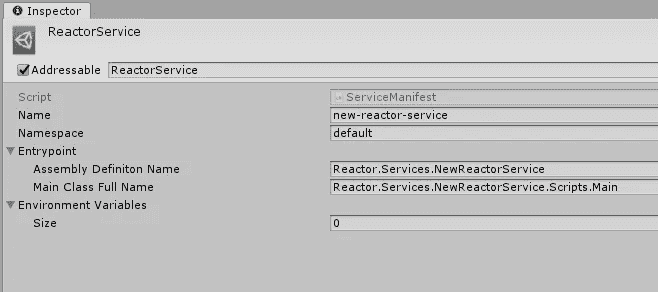 Inspector
ReactorService
Addressable ReactorService
Script ServiceManifest
Name new-reactor-service
Namespace default
Entrypoint
Assembly Definiton Name Reactor.Services.NewReactorService
Main Class Full Name Reactor.Services.NewReactorService.Scripts.Main
Environment Variables
Size 0